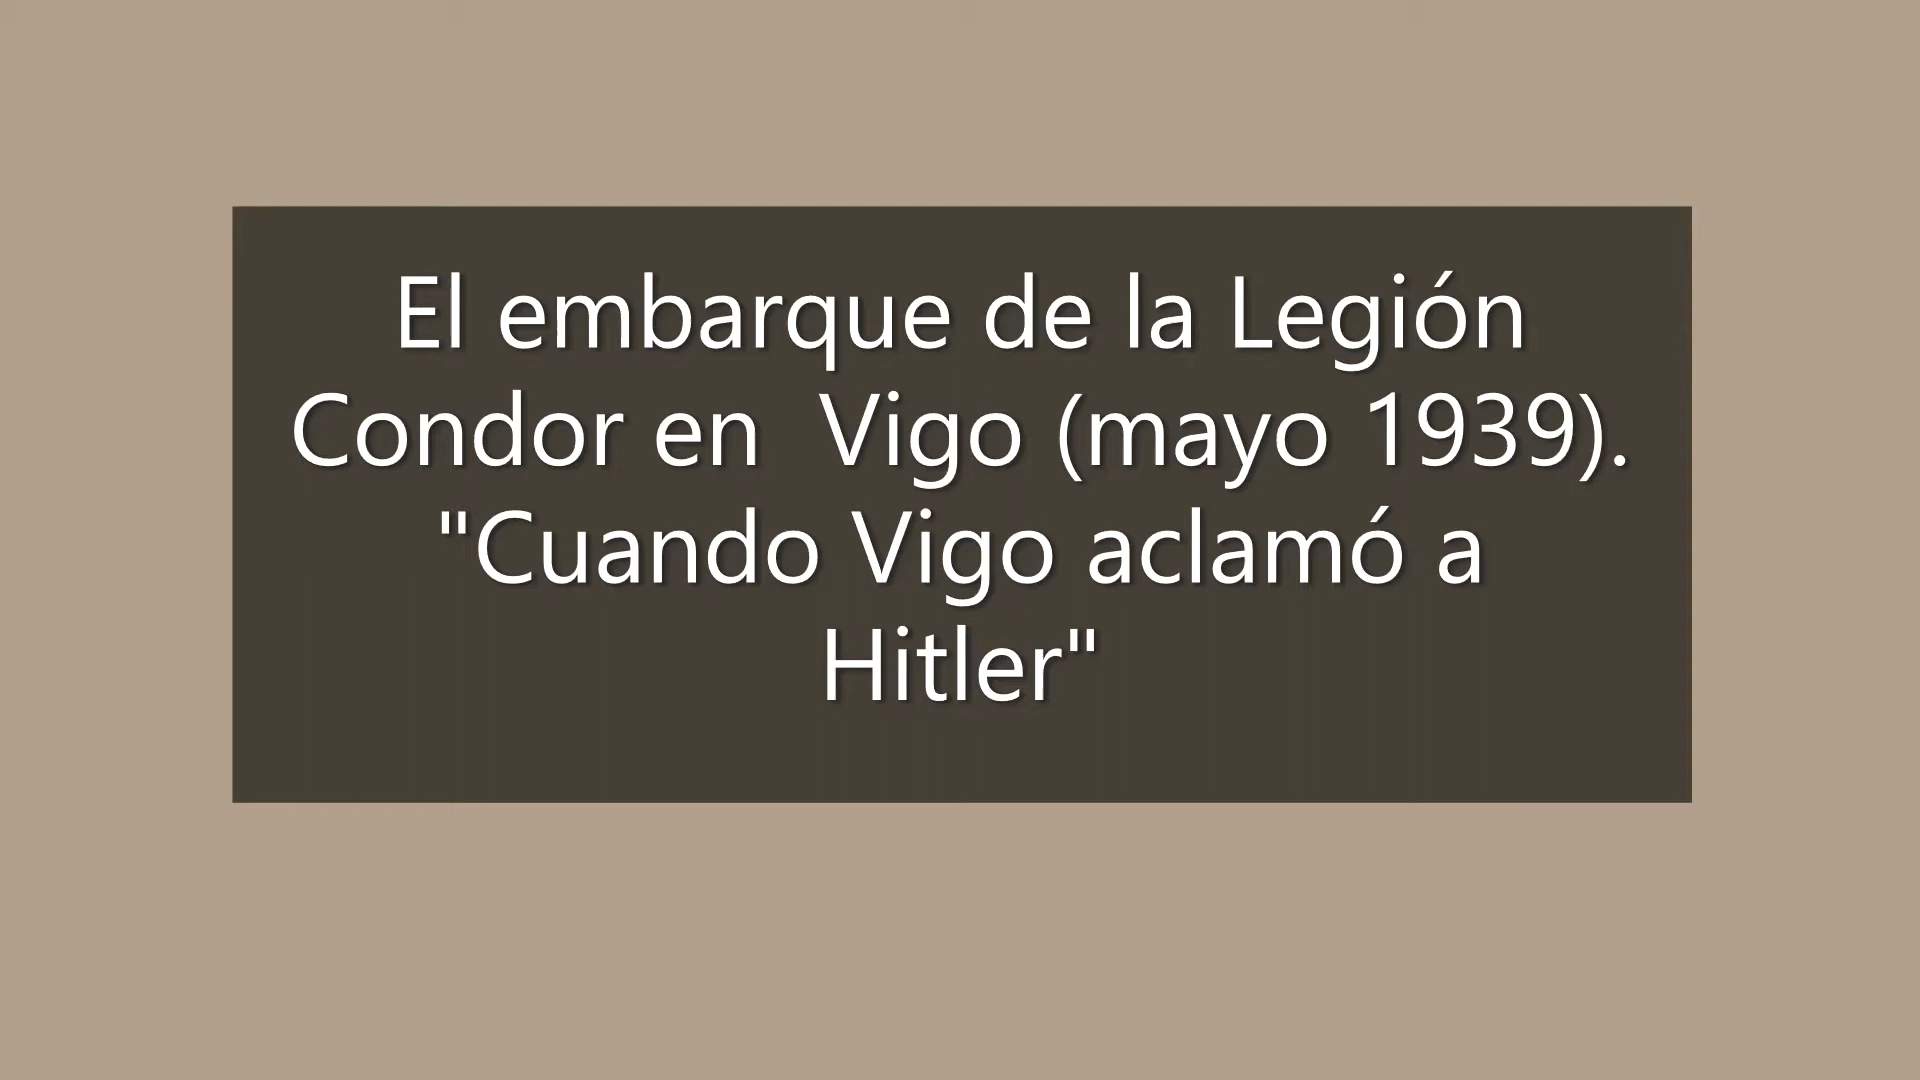 El embarque de la Legión
Condor en  Vigo (mayo 1939).
"Cuando Vigo aclamó a
Hitler"